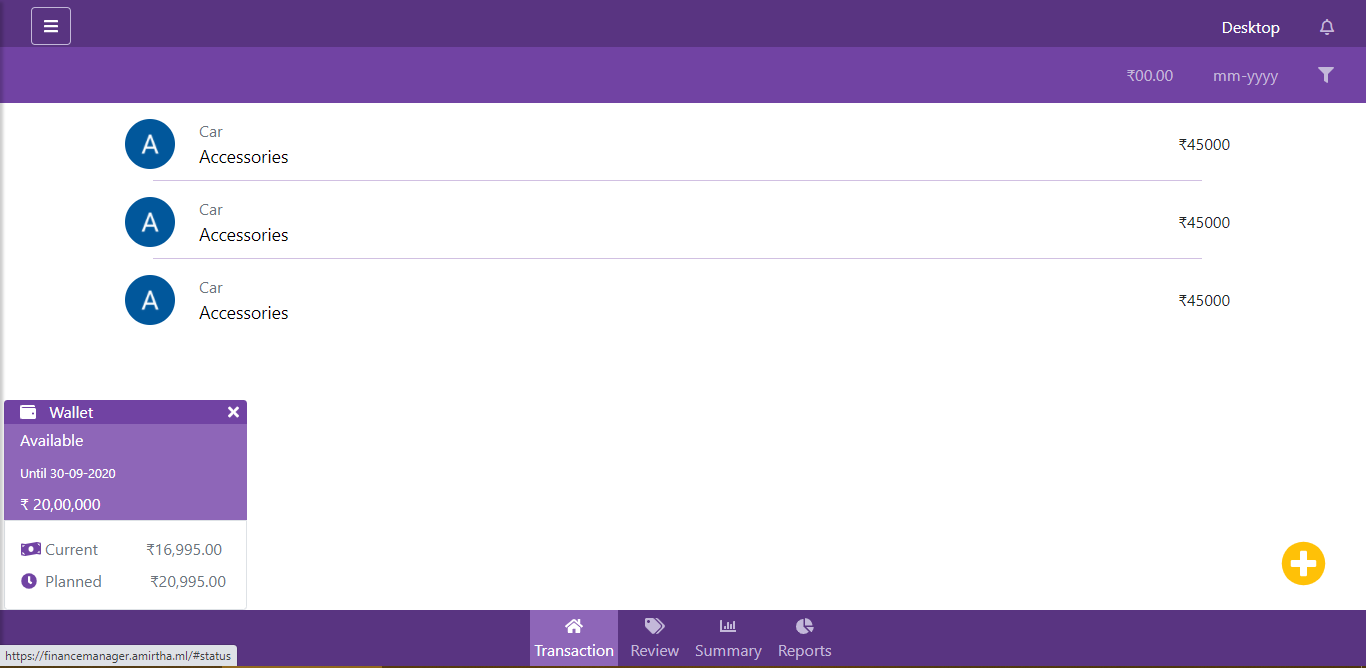 Desktop
₹00.00 mm-yyyy
A Car ₹45000
Accessories
A Car ₹45000
Accessories
A Car ₹45000
Accessories
Wallet
Available
Until 30-09-2020
₹ 20,00,000
Current ₹16,995.00
Planned ₹20,995.00
Transaction Review Summary Reports
https://financemanager.amirtha.ml/#status